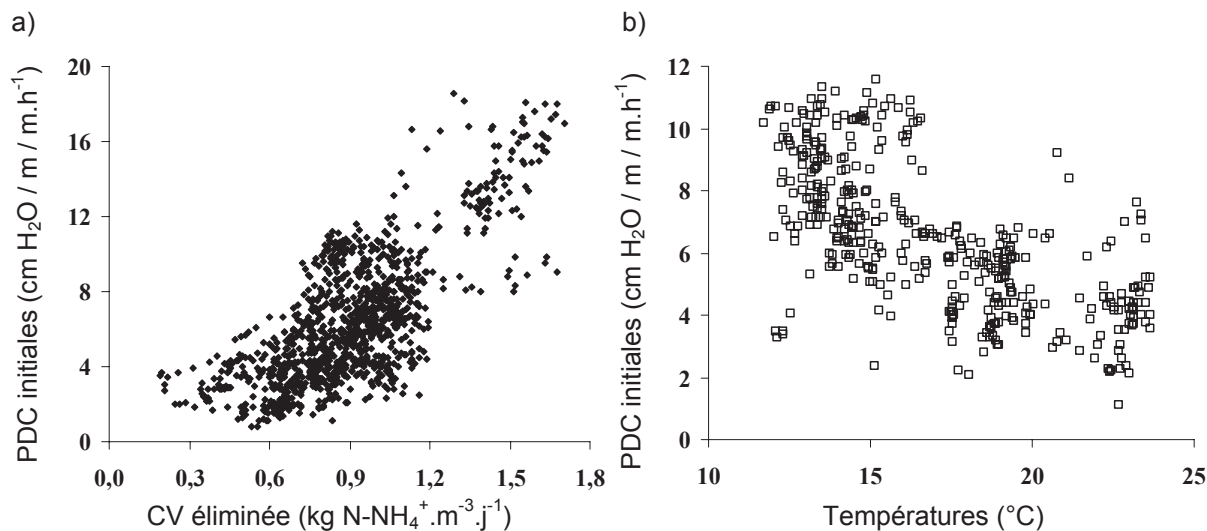 a)
PDC initiales (cm H₂O / m / m.h⁻¹)
20
16
12
8
4
0
0,0 0,3 0,6 0,9 1,2 1,5 1,8
CV éliminée (kg N-NH₄⁺.m⁻³.j⁻¹)
b)
PDC initiales (cm H₂O / m / m.h⁻¹)
12
10
8
6
4
2
0
10 15 20 25
Températures (°C)